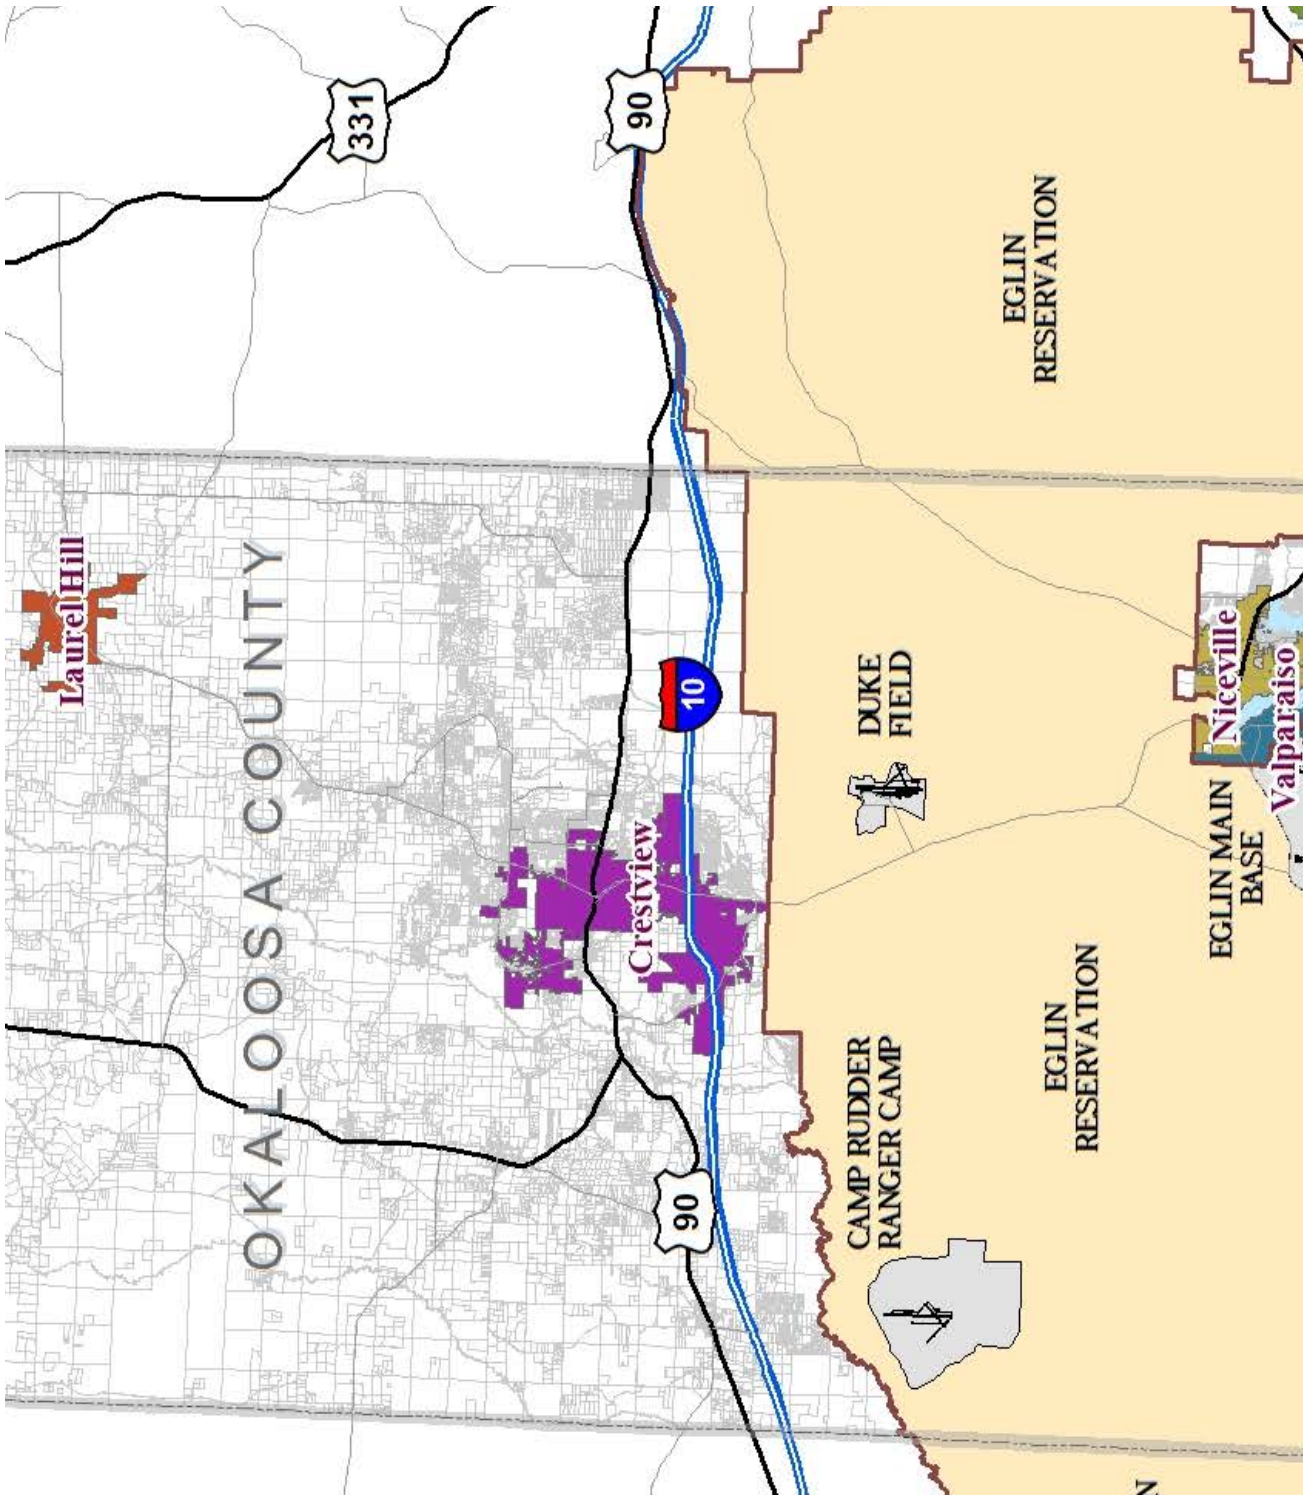 331
90
EGLIN
RESERVATION
Laurel Hill
OKALOOSA COUNTY
10
DUKE
FIELD
Niceville
Valparaiso
Crestview
EGLIN MAIN
BASE
EGLIN
RESERVATION
CAMP RUDDER
RANGER CAMP
90
N